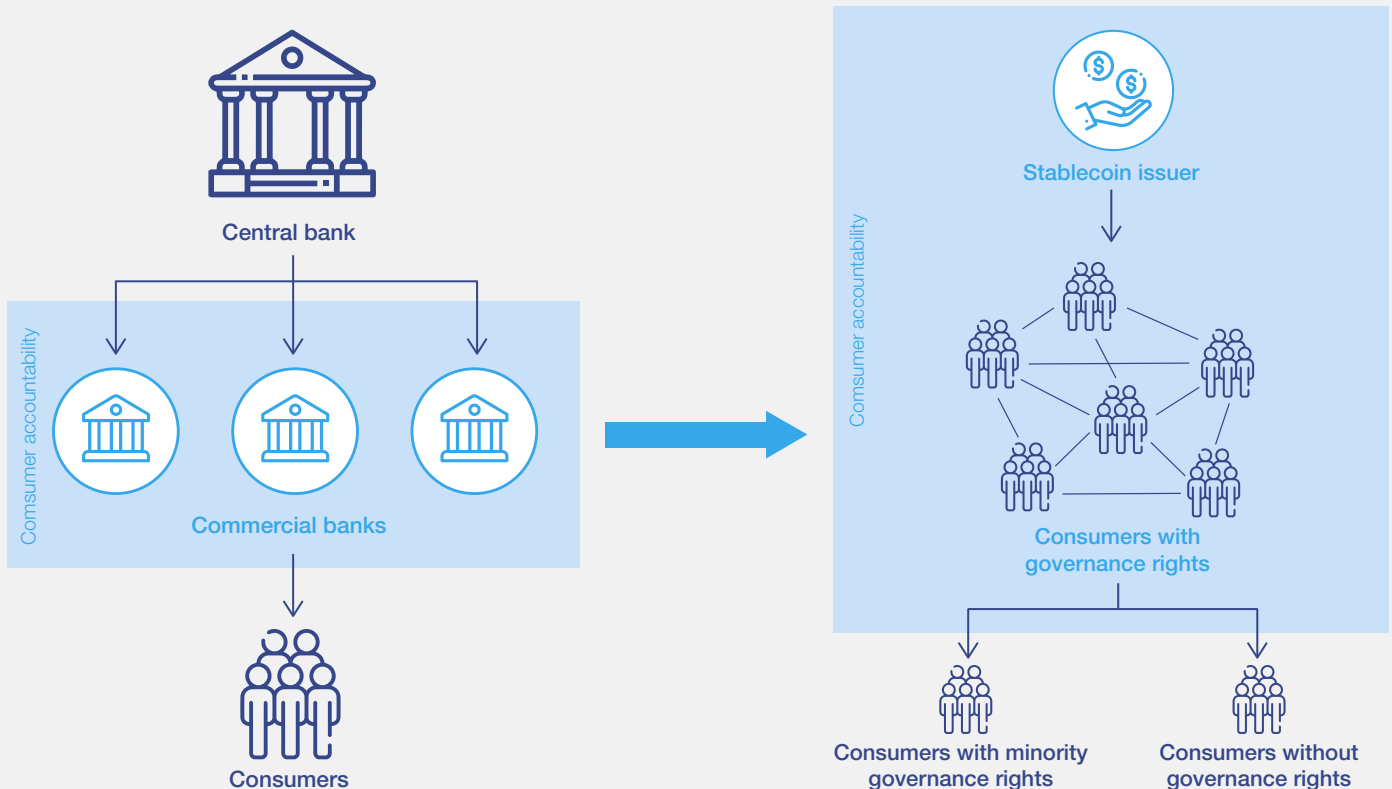 Central bank
Comsumer accountability
Commercial banks
Consumers
Comsumer accountability
$
$
Stablecoin issuer
Consumers with
governance rights
Consumers with minority
governance rights
Consumers without
governance rights